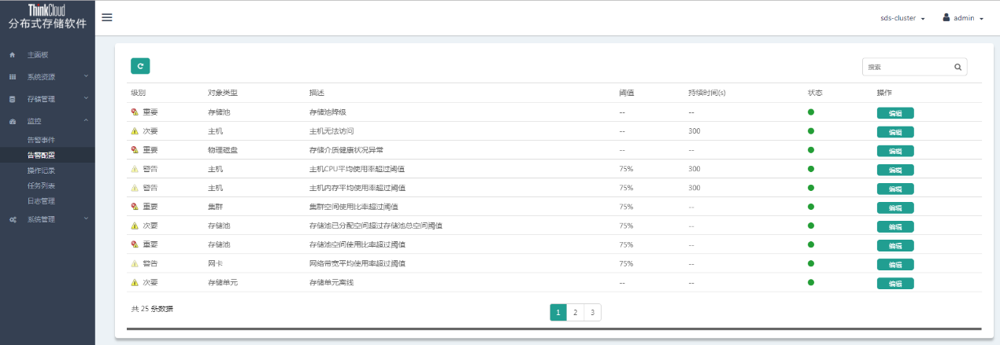 ThinkCloud
分布式存储软件
sds-cluster
admin
主面板
系统资源
存储管理
监控
告警事件
告警配置
操作记录
任务列表
日志管理
系统管理
搜索
级别 对象类型 描述 阈值 持续时间(s) 状态 操作
重要 存储池 存储池降级 -- -- 编辑
次要 主机 主机无法访问 -- 300 编辑
重要 物理磁盘 存储介质健康状况异常 -- -- 编辑
警告 主机 主机CPU平均使用率超过阈值 75% 300 编辑
警告 主机 主机内存平均使用率超过阈值 75% 300 编辑
重要 集群 集群空间使用比率超过阈值 75% -- 编辑
次要 存储池 存储池已分配空间超过存储池总空间阈值 75% -- 编辑
重要 存储池 存储池空间使用比率超过阈值 75% -- 编辑
警告 网卡 网络带宽平均使用率超过阈值 75% -- 编辑
次要 存储单元 存储单元离线 -- -- 编辑
共 25 条数据
1 2 3